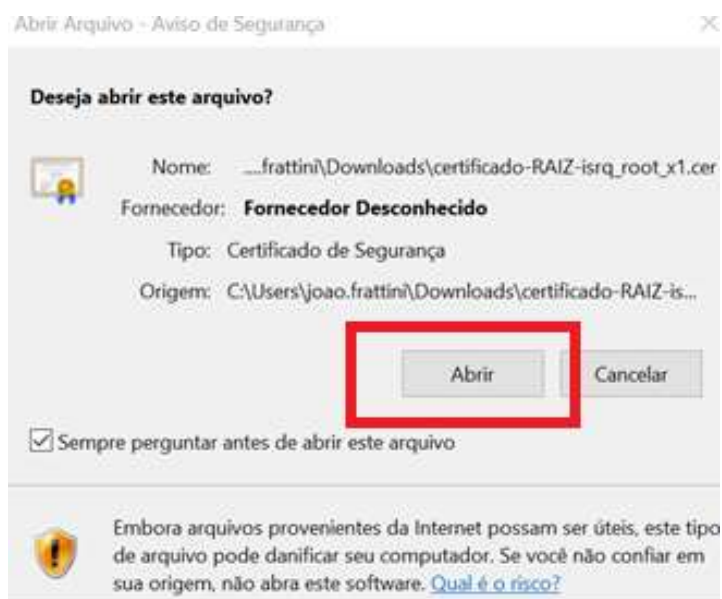 Abrir Arquivo - Aviso de Segurança
Deseja abrir este arquivo?
Nome: ....frattini\Downloads\certificado-RAIZ-isrq_root_x1.cer
Fornecedor: Fornecedor Desconhecido
Tipo: Certificado de Segurança
Origem: C:\Users\joao.frattini\Downloads\certificado-RAIZ-is...
Abrir Cancelar
Sempre perguntar antes de abrir este arquivo
Embora arquivos provenientes da Internet possam ser úteis, este tipo
de arquivo pode danificar seu computador. Se você não confiar em
sua origem, não abra este software. Qual é o risco?